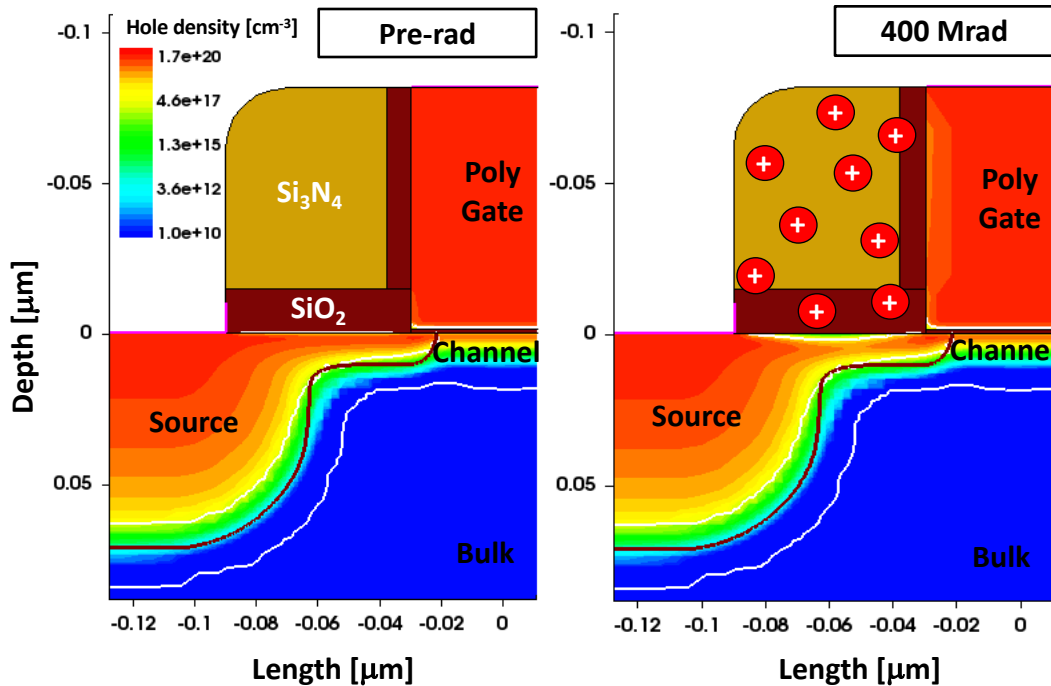 Hole density [cm⁻³]
1.7e+20
4.6e+17
1.3e+15
3.6e+12
1.0e+10
Pre-rad
Si₃N₄
SiO₂
Poly
Gate
Channel
Source
Bulk
-0.1
-0.05
0
0.05
Depth [μm]
-0.12 -0.1 -0.08 -0.06 -0.04 -0.02 0
Length [μm]
400 Mrad
+
+
+
+
+
+
+
+
+
Poly
Gate
Channel
Source
Bulk
-0.1
-0.05
0
0.05
-0.12 -0.1 -0.08 -0.06 -0.04 -0.02 0
Length [μm]